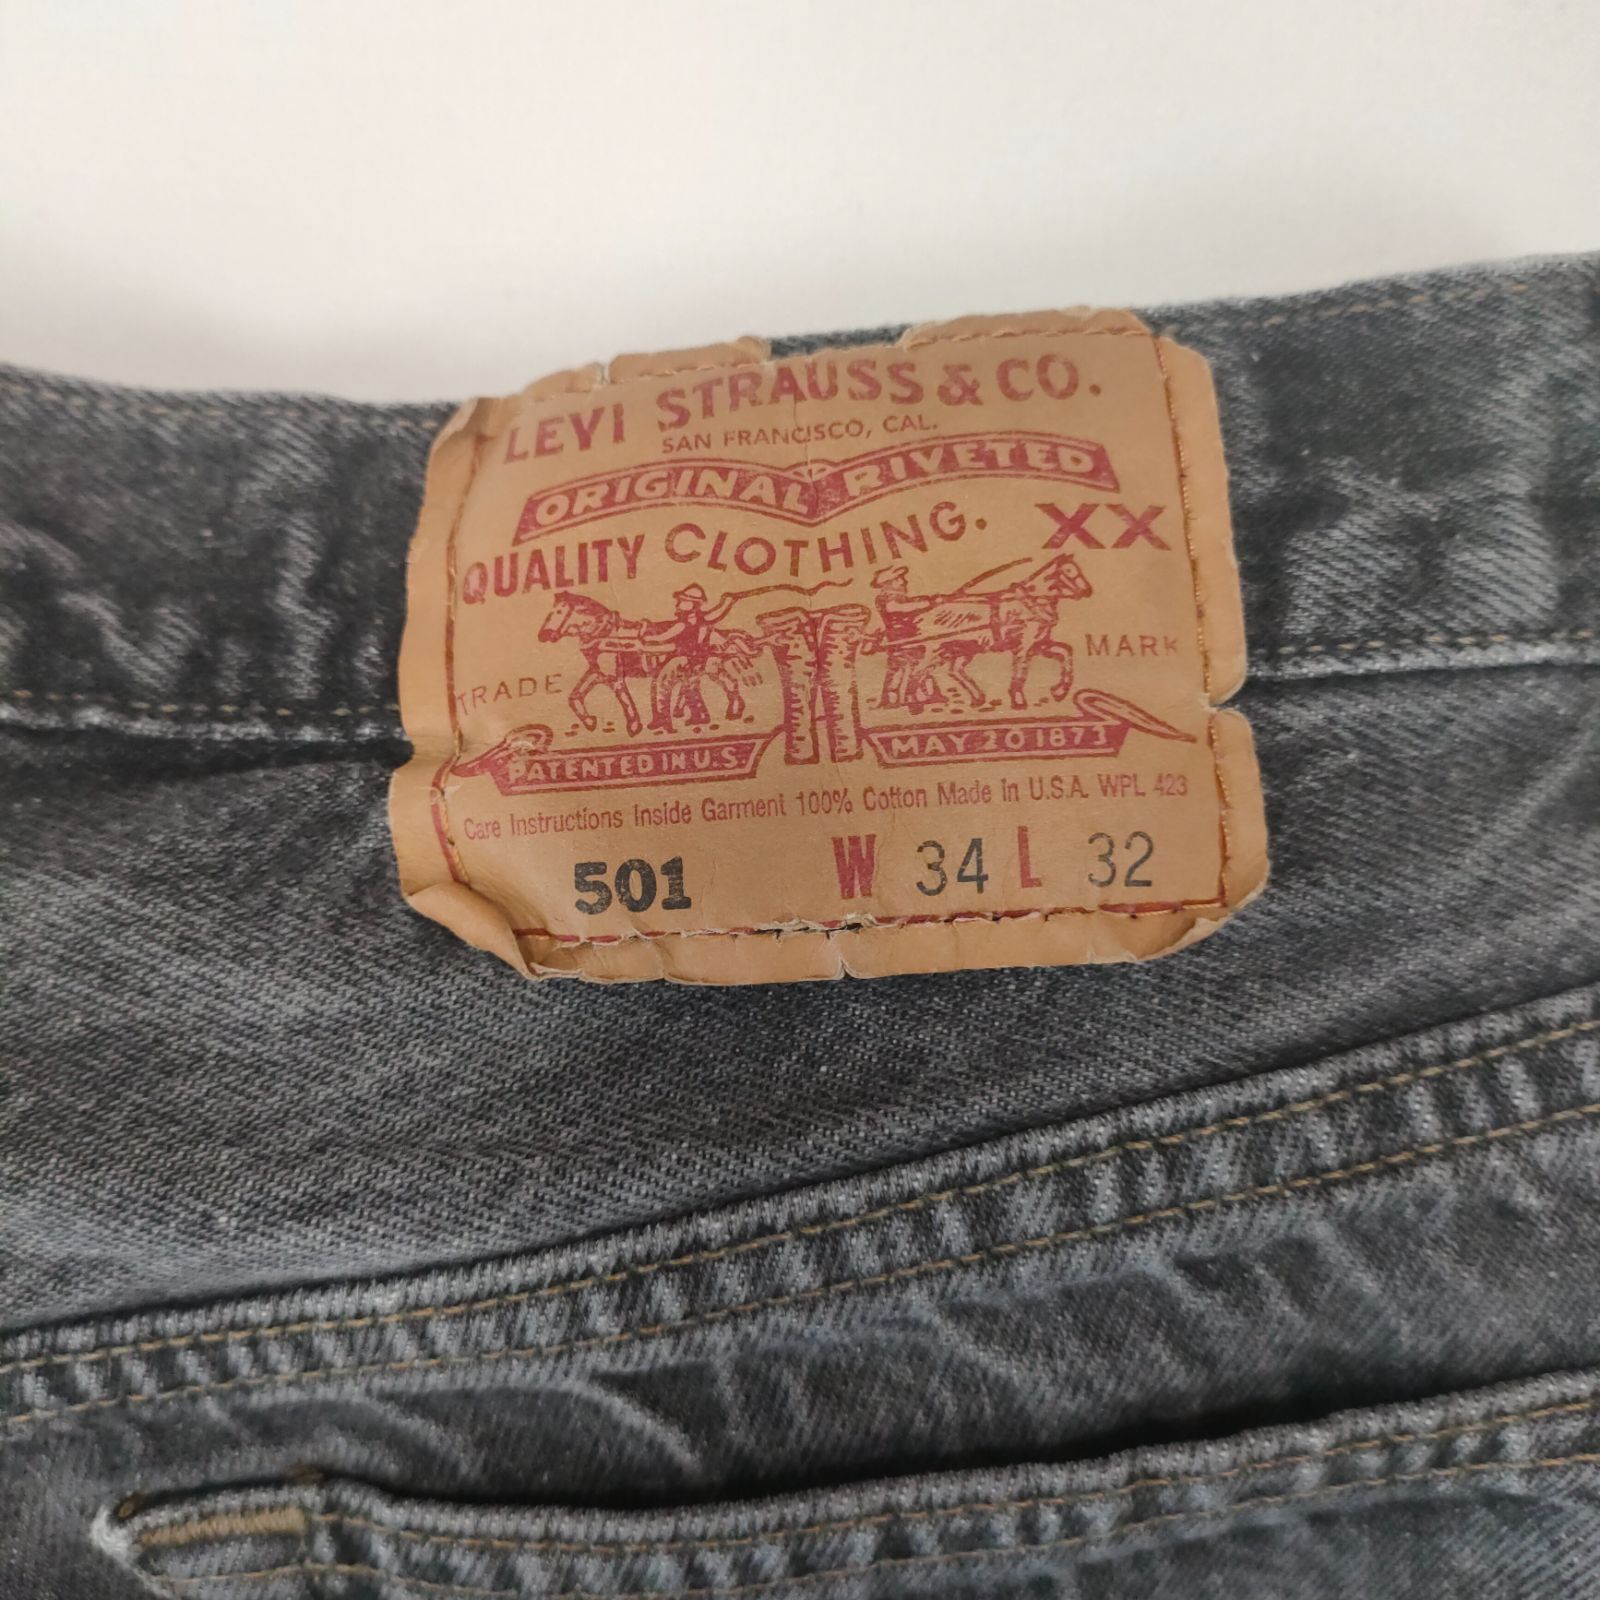 LEVI STRAUSS & CO.
SAN FRANCISCO, CAL.
ORIGINAL RIVETED
QUALITY CLOTHING. XX
TRADE MARK
PATENTED IN U.S. MAY 20 1873
Care Instructions Inside Garment 100% Cotton Made in U.S.A. WPL 423
501 W 34 L 32